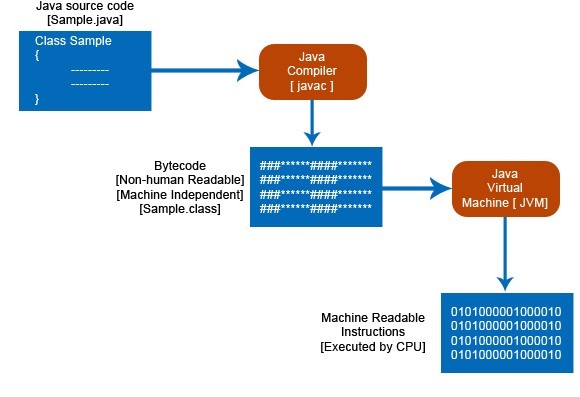 Java source code
[Sample.java]
Class Sample
{
---------
---------
}
Java
Compiler
[ javac ]
Bytecode
[Non-human Readable]
[Machine Independent]
[Sample.class]
###******####*******
###******####*******
###******####*******
###******####*******
Java
Virtual
Machine [ JVM]
Machine Readable
Instructions
[Executed by CPU]
0101000001000010
0101000001000010
0101000001000010
0101000001000010